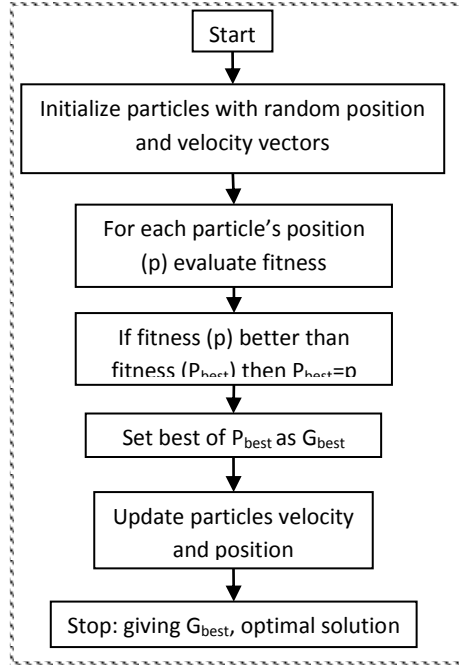 Start
Initialize particles with random position
and velocity vectors
For each particle’s position
(p) evaluate fitness
If fitness (p) better than
fitness (Pbest) then Pbest=p
Set best of Pbest as Gbest
Update particles velocity
and position
Stop: giving Gbest, optimal solution